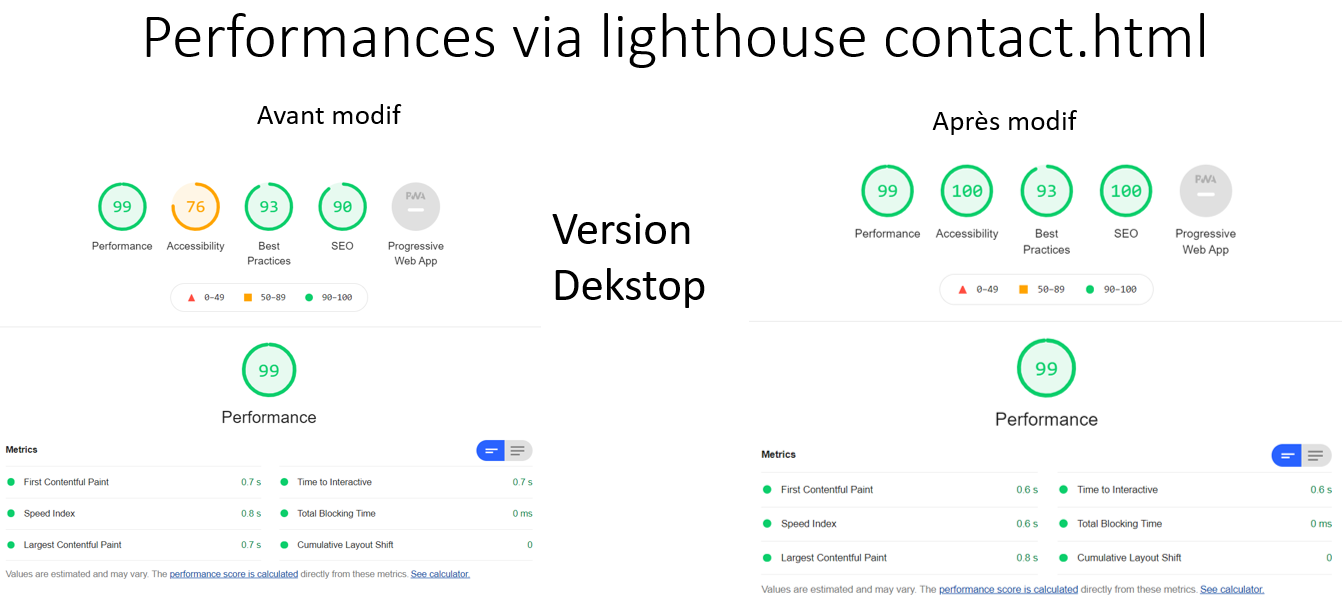 Performances via lighthouse contact.html
Avant modif
99 76 93 90 PWA
Performance Accessibility Best Practices SEO Progressive Web App
0–49 50–89 90–100
99
Performance
Metrics
First Contentful Paint 0.7 s Time to Interactive 0.7 s
Speed Index 0.8 s Total Blocking Time 0 ms
Largest Contentful Paint 0.7 s Cumulative Layout Shift 0
Values are estimated and may vary. The performance score is calculated directly from these metrics. See calculator.
Version
Dekstop
Après modif
99 100 93 100 PWA
Performance Accessibility Best Practices SEO Progressive Web App
0–49 50–89 90–100
99
Performance
Metrics
First Contentful Paint 0.6 s Time to Interactive 0.6 s
Speed Index 0.6 s Total Blocking Time 0 ms
Largest Contentful Paint 0.8 s Cumulative Layout Shift 0
Values are estimated and may vary. The performance score is calculated directly from these metrics. See calculator.